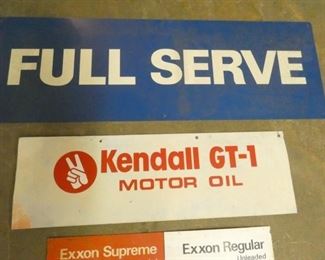 FULL SERVE
Kendall GT-1
MOTOR OIL
Exxon Supreme Exxon Regular
Unleaded